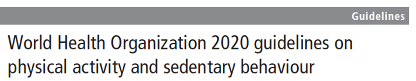 Guidelines
World Health Organization 2020 guidelines on
physical activity and sedentary behaviour